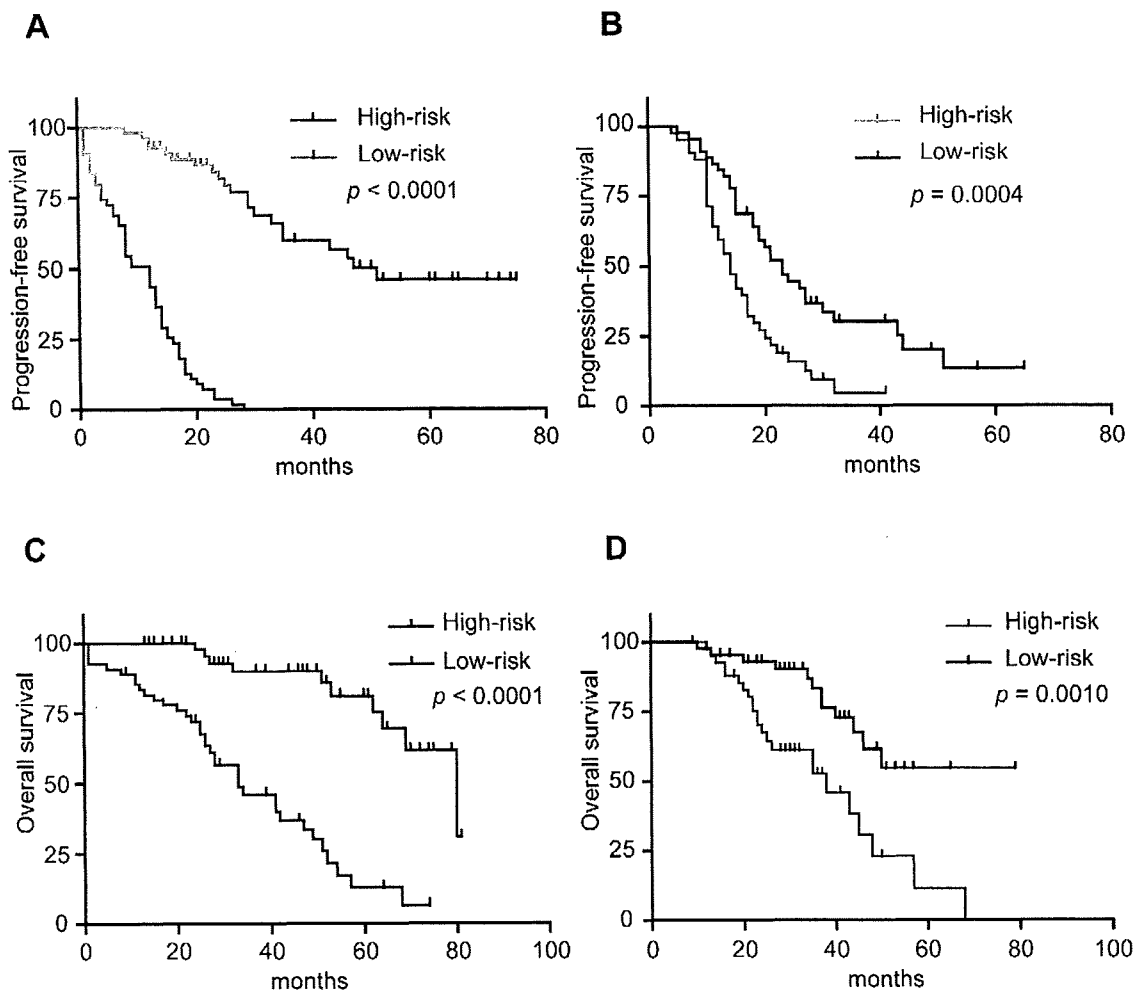 A
Progression-free survival
100
75
50
25
0
High-risk
Low-risk
p < 0.0001
0 20 40 60 80
months
B
Progression-free survival
100
75
50
25
0
High-risk
Low-risk
p = 0.0004
0 20 40 60 80
months
C
Overall survival
100
75
50
25
0
High-risk
Low-risk
p < 0.0001
0 20 40 60 80 100
months
D
Overall survival
100
75
50
25
0
High-risk
Low-risk
p = 0.0010
0 20 40 60 80 100
months